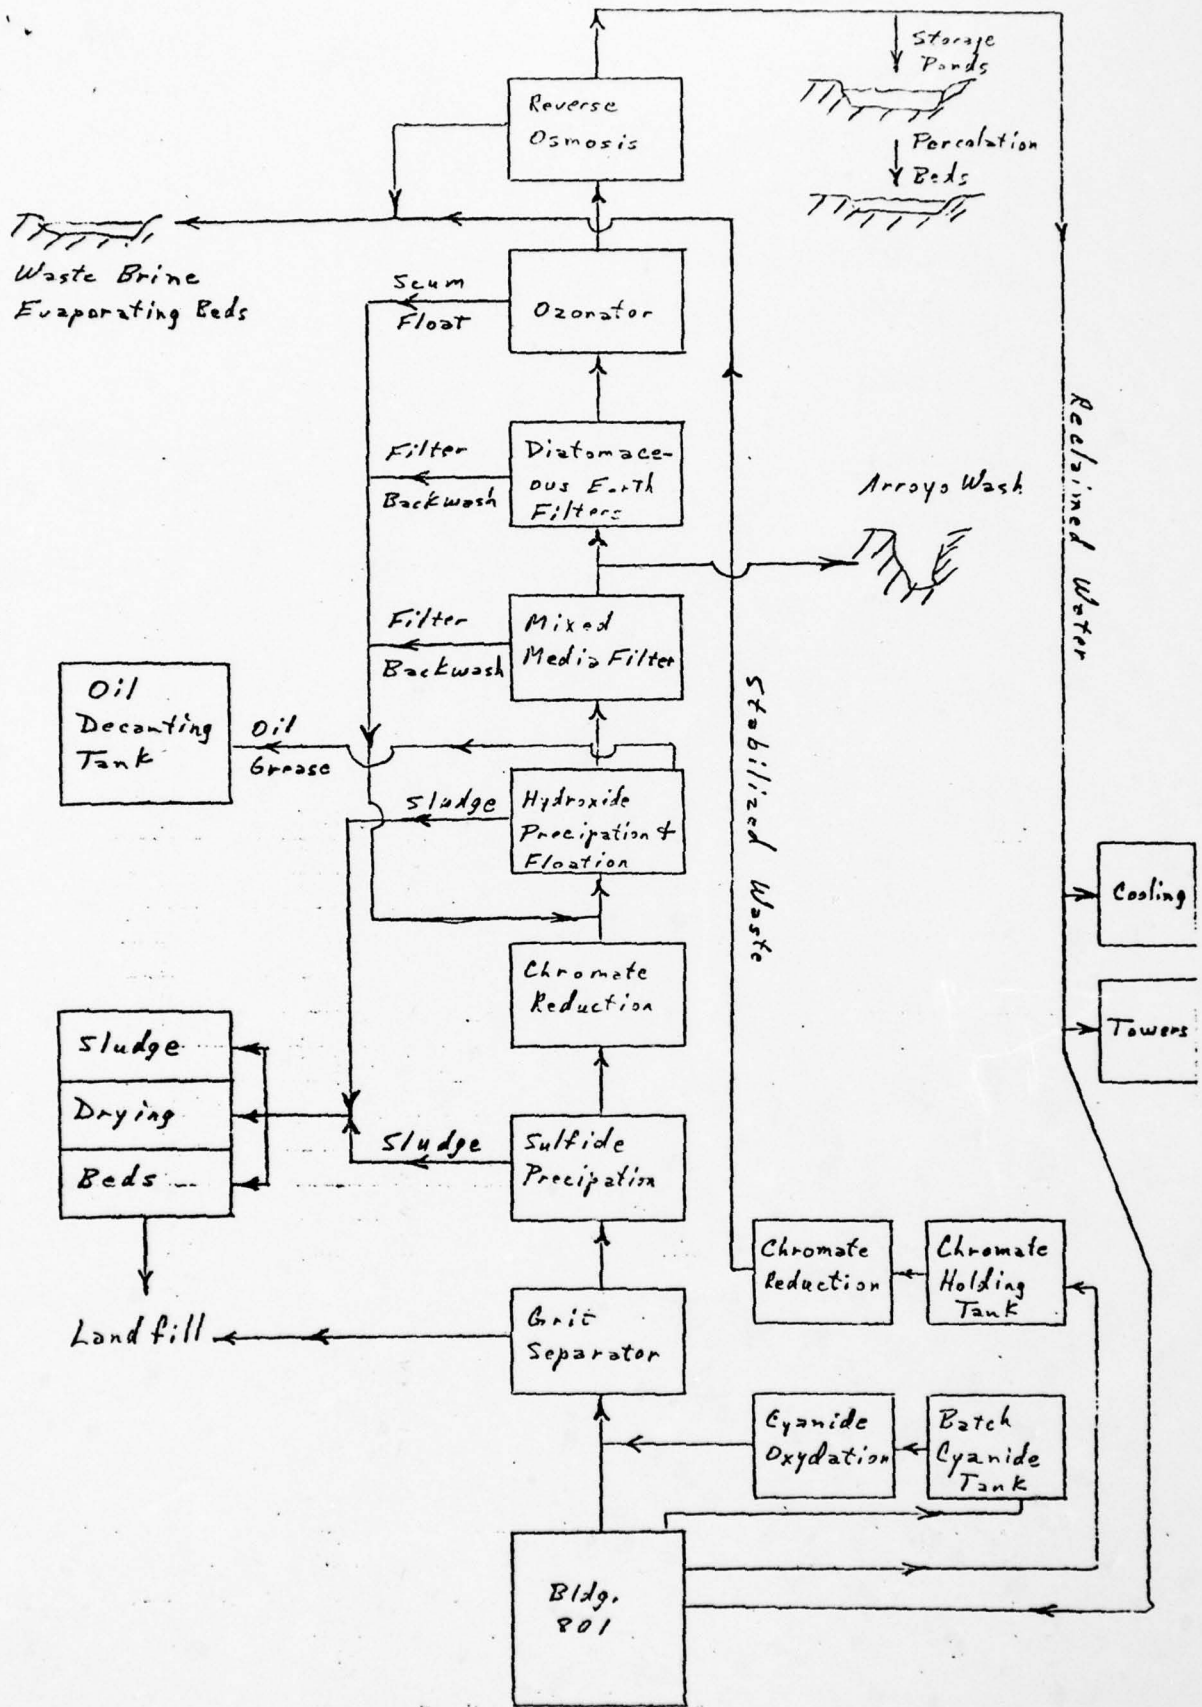 Storage
Ponds
Reverse
Osmosis
Percolation
Beds
Waste Brine
Evaporating Beds
Scum
Float
Ozonator
Filter
Backwash
Diatomace-
ous Earth
Filters
Arroyo Wash
Reclaimed Water
Filter
Backwash
Mixed
Media Filter
Stabilized Waste
Oil
Decanting
Tank
Oil
Grease
Sludge
Hydroxide
Precipation +
Floation
Cooling
Chromate
Reduction
Towers
Sludge
Drying
Beds
Sludge
Sulfide
Precipation
Chromate
Reduction
Chromate
Holding
Tank
Landfill
Grit
Separator
Cyanide
Oxydation
Batch
Cyanide
Tank
Bldg.
801